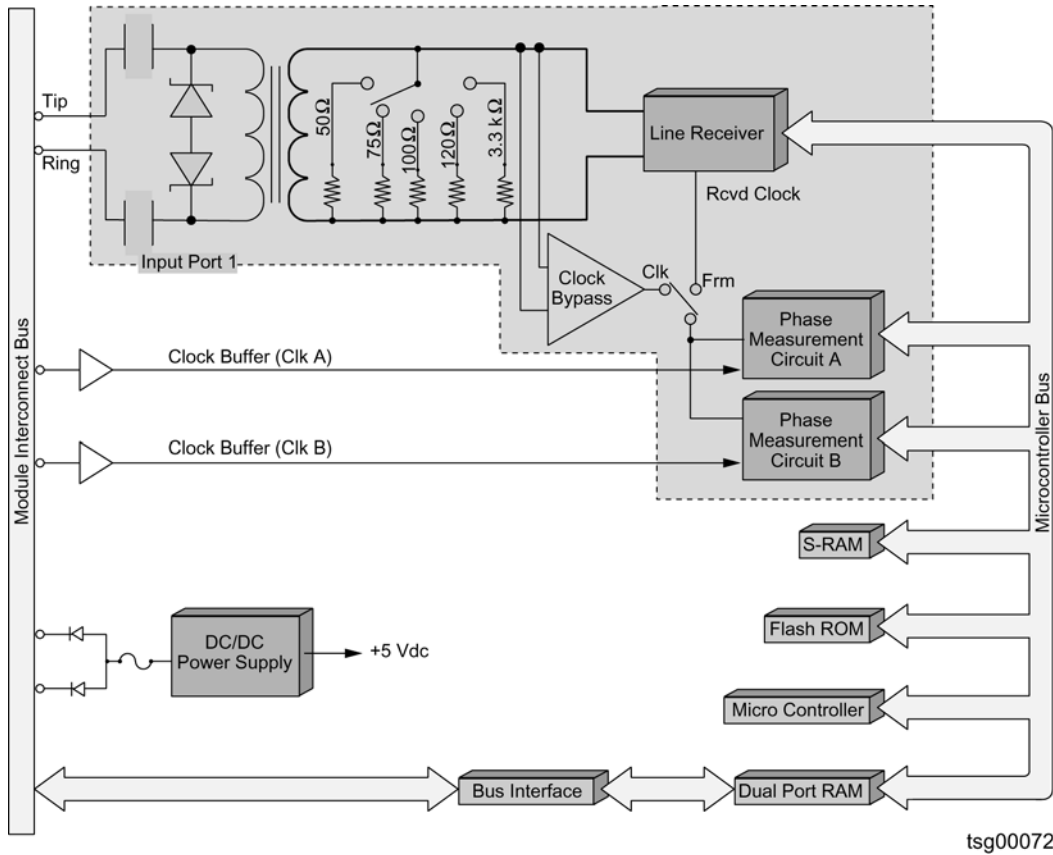 Tip
Ring
Input Port 1
50Ω
75Ω
100Ω
120Ω
3.3 kΩ
Line Receiver
Rcvd Clock
Clock
Bypass
Clk
Frm
Phase
Measurement
Circuit A
Phase
Measurement
Circuit B
Clock Buffer (Clk A)
Clock Buffer (Clk B)
Module Interconnect Bus
Microcontroller Bus
S-RAM
Flash ROM
DC/DC
Power Supply
+5 Vdc
Micro Controller
Bus Interface
Dual Port RAM
tsg00072